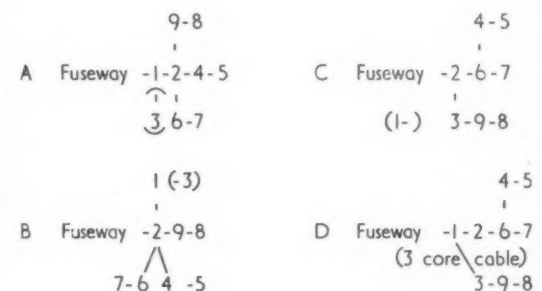 9-8
A Fuseway -1-2-4-5
(3) 6-7
4-5
C Fuseway -2-6-7
(1-) 3-9-8
1 (-3)
B Fuseway -2-9-8
7-6 4 -5
4-5
D Fuseway -1-2-6-7
(3 core cable)
3-9-8